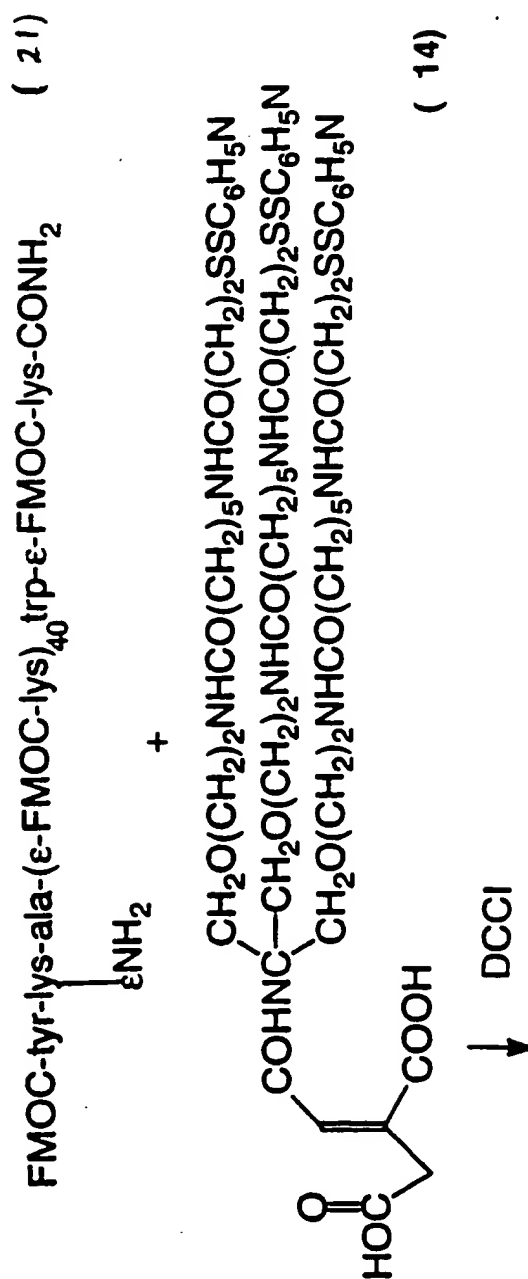 ( 21)
FMOC-tyr-lys-ala-(ε-FMOC-lys)40trp-ε-FMOC-lys-CONH2
εNH2
+
CH2O(CH2)2NHCO(CH2)5NHCO(CH2)2SSC6H5N
COHNC-CH2O(CH2)2NHCO(CH2)5NHCO(CH2)2SSC6H5N
CH2O(CH2)2NHCO(CH2)5NHCO(CH2)2SSC6H5N
( 14)
COOH
O
HOC
DCCI